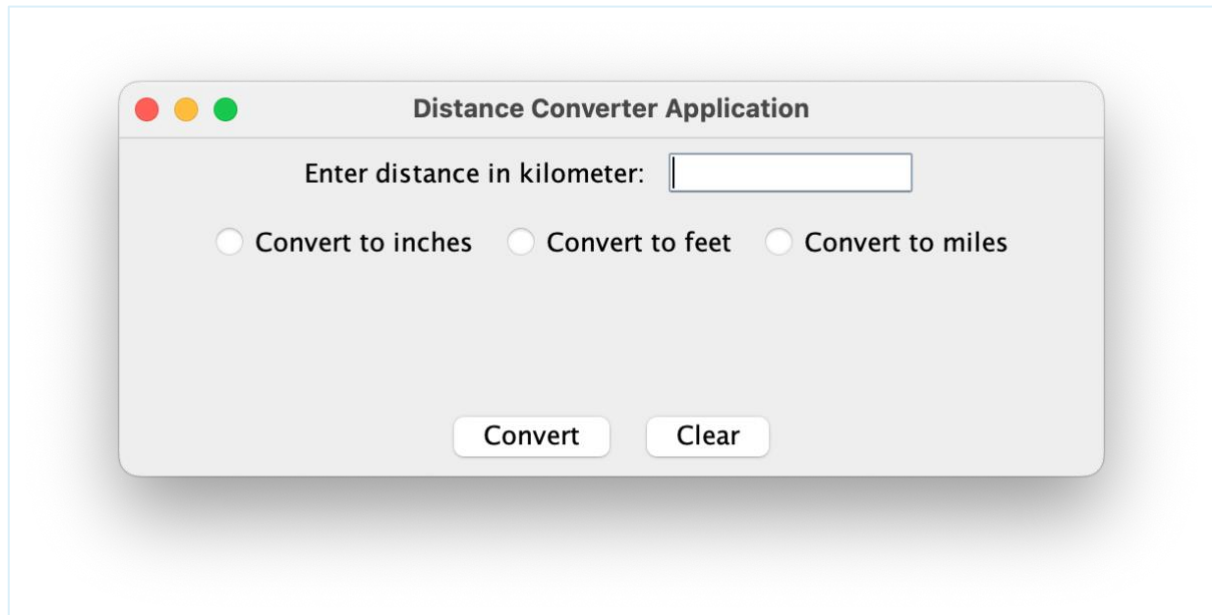 Distance Converter Application
Enter distance in kilometer:
Convert to inches Convert to feet Convert to miles
Convert Clear